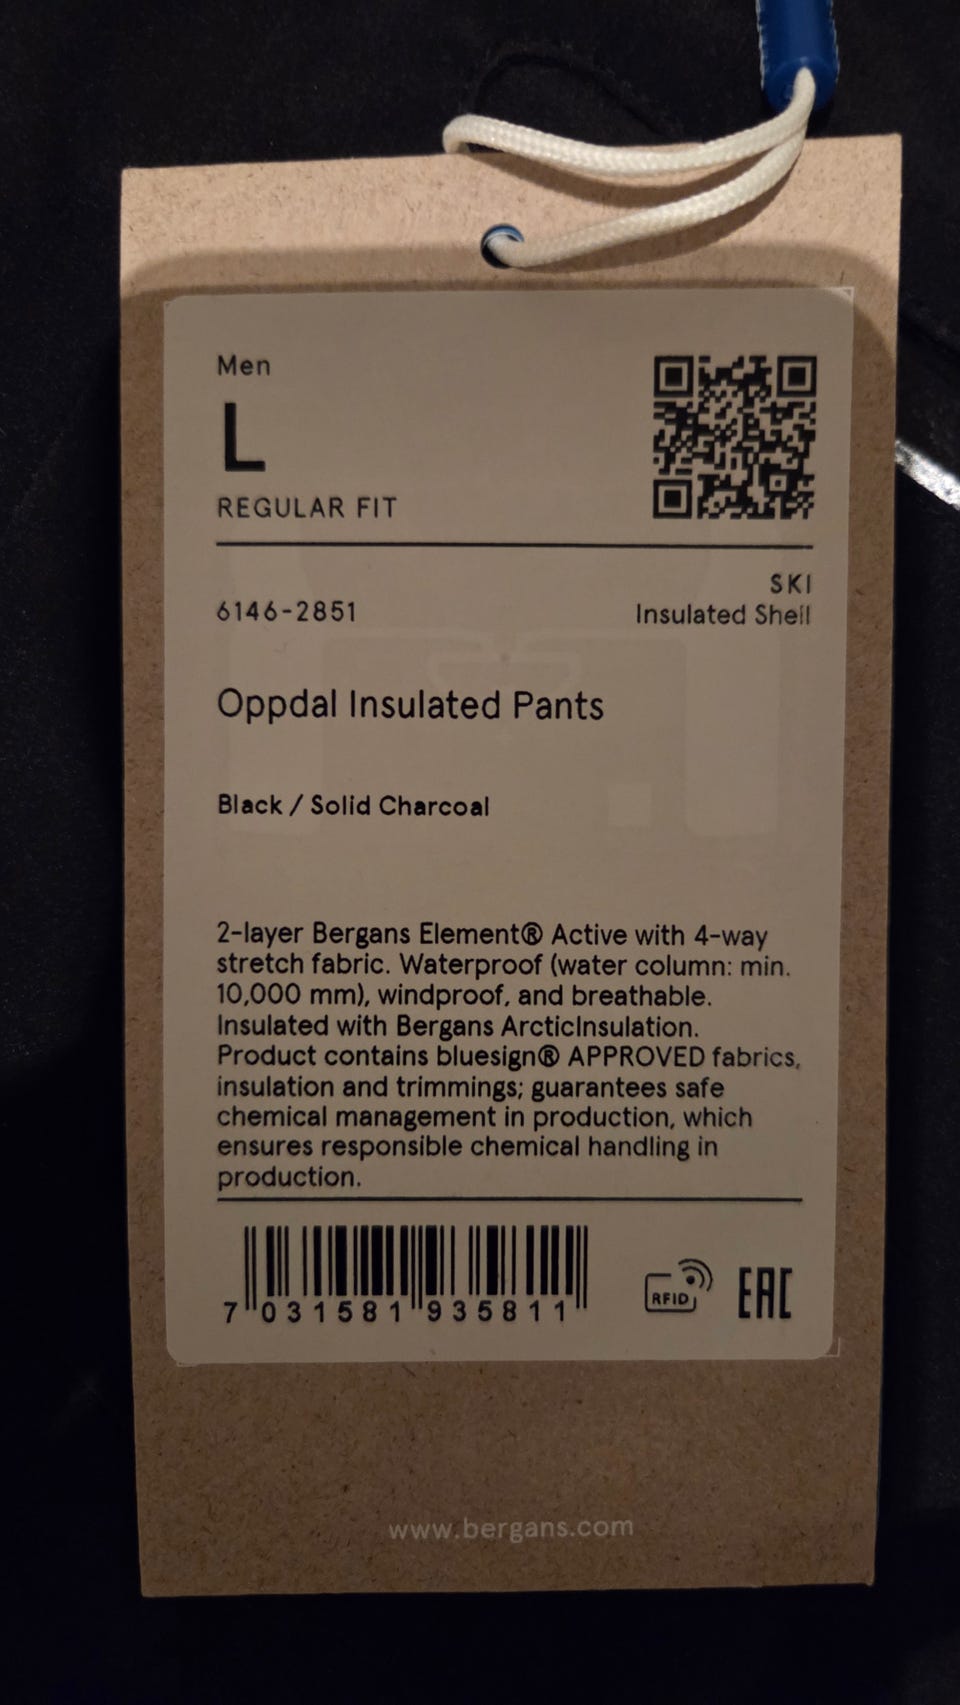 Men
L
REGULAR FIT
SKI
6146-2851
Insulated Shell
Oppdal Insulated Pants
Black / Solid Charcoal
2-layer Bergans Element® Active with 4-way
stretch fabric. Waterproof (water column: min.
10,000 mm), windproof, and breathable.
Insulated with Bergans ArcticInsulation.
Product contains bluesign® APPROVED fabrics,
insulation and trimmings; guarantees safe
chemical management in production, which
ensures responsible chemical handling in
production.
7 031581 935811
RFID
EAC
www.bergans.com